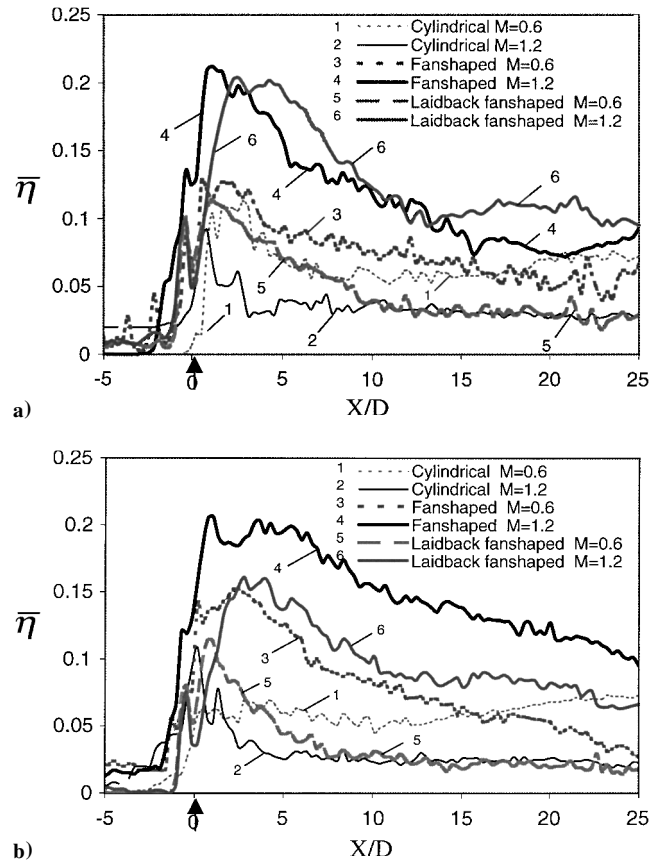 1 Cylindrical M=0.6
2 Cylindrical M=1.2
3 Fanshaped M=0.6
4 Fanshaped M=1.2
5 Laidback fanshaped M=0.6
6 Laidback fanshaped M=1.2
0.25
0.2
0.15
0.1
0.05
0
η̅
4
6
4
6
3
6
4
1
5
1
2
5
-5
0
5
10
15
20
25
X/D
a)
1 Cylindrical M=0.6
2 Cylindrical M=1.2
3 Fanshaped M=0.6
4 Fanshaped M=1.2
5 Laidback fanshaped M=0.6
6 Laidback fanshaped M=1.2
0.25
0.2
0.15
0.1
0.05
0
η̅
4
6
3
5
1
5
2
-5
0
5
10
15
20
25
X/D
b)